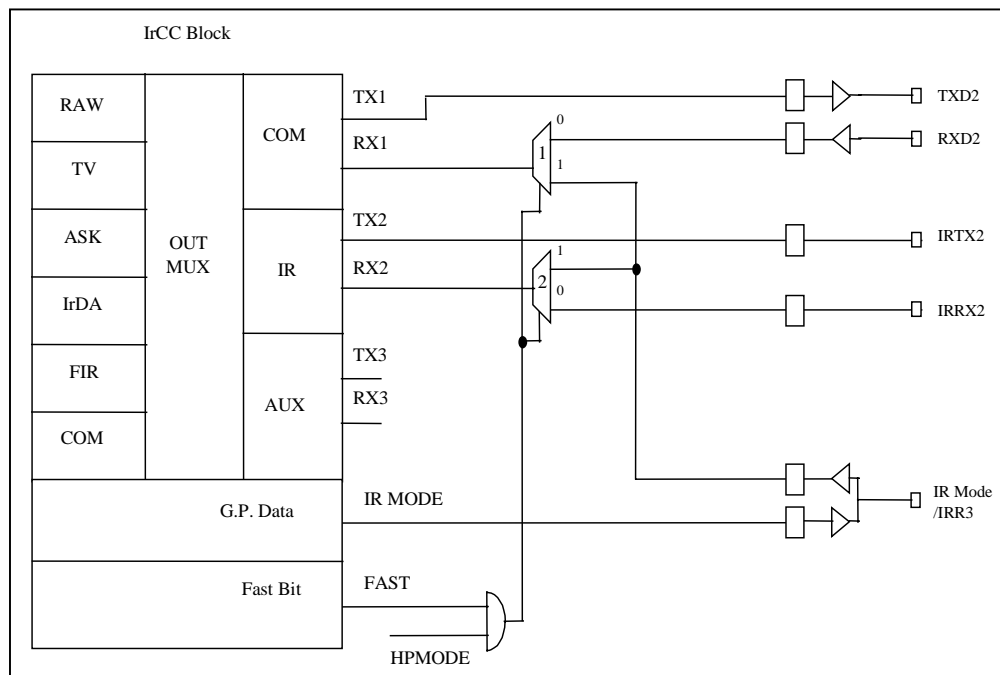 IrCC Block
RAW
TV
ASK
IrDA
FIR
COM
OUT
MUX
COM
IR
AUX
G.P. Data
Fast Bit
TX1
RX1
TX2
RX2
TX3
RX3
IR MODE
FAST
HPMODE
0
1
1
1
2
0
TXD2
RXD2
IRTX2
IRRX2
IR Mode
/IRR3